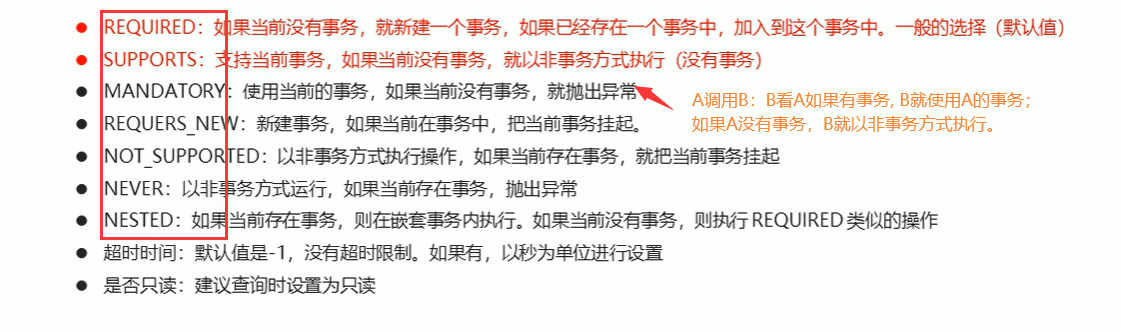 REQUIRED：如果当前没有事务，就新建一个事务，如果已经存在一个事务中，加入到这个事务中。一般的选择（默认值）
SUPPORTS：支持当前事务，如果当前没有事务，就以非事务方式执行（没有事务）
MANDATORY：使用当前的事务，如果当前没有事务，就抛出异常
A调用B：B看A如果有事务, B就使用A的事务；
如果A没有事务，B就以非事务方式执行。
REQUERS_NEW：新建事务，如果当前在事务中，把当前事务挂起。
NOT_SUPPORTED：以非事务方式执行操作，如果当前存在事务，就把当前事务挂起
NEVER：以非事务方式运行，如果当前存在事务，抛出异常
NESTED：如果当前存在事务，则在嵌套事务内执行。如果当前没有事务，则执行 REQUIRED 类似的操作
超时时间：默认值是-1，没有超时限制。如果有，以秒为单位进行设置
是否只读：建议查询时设置为只读